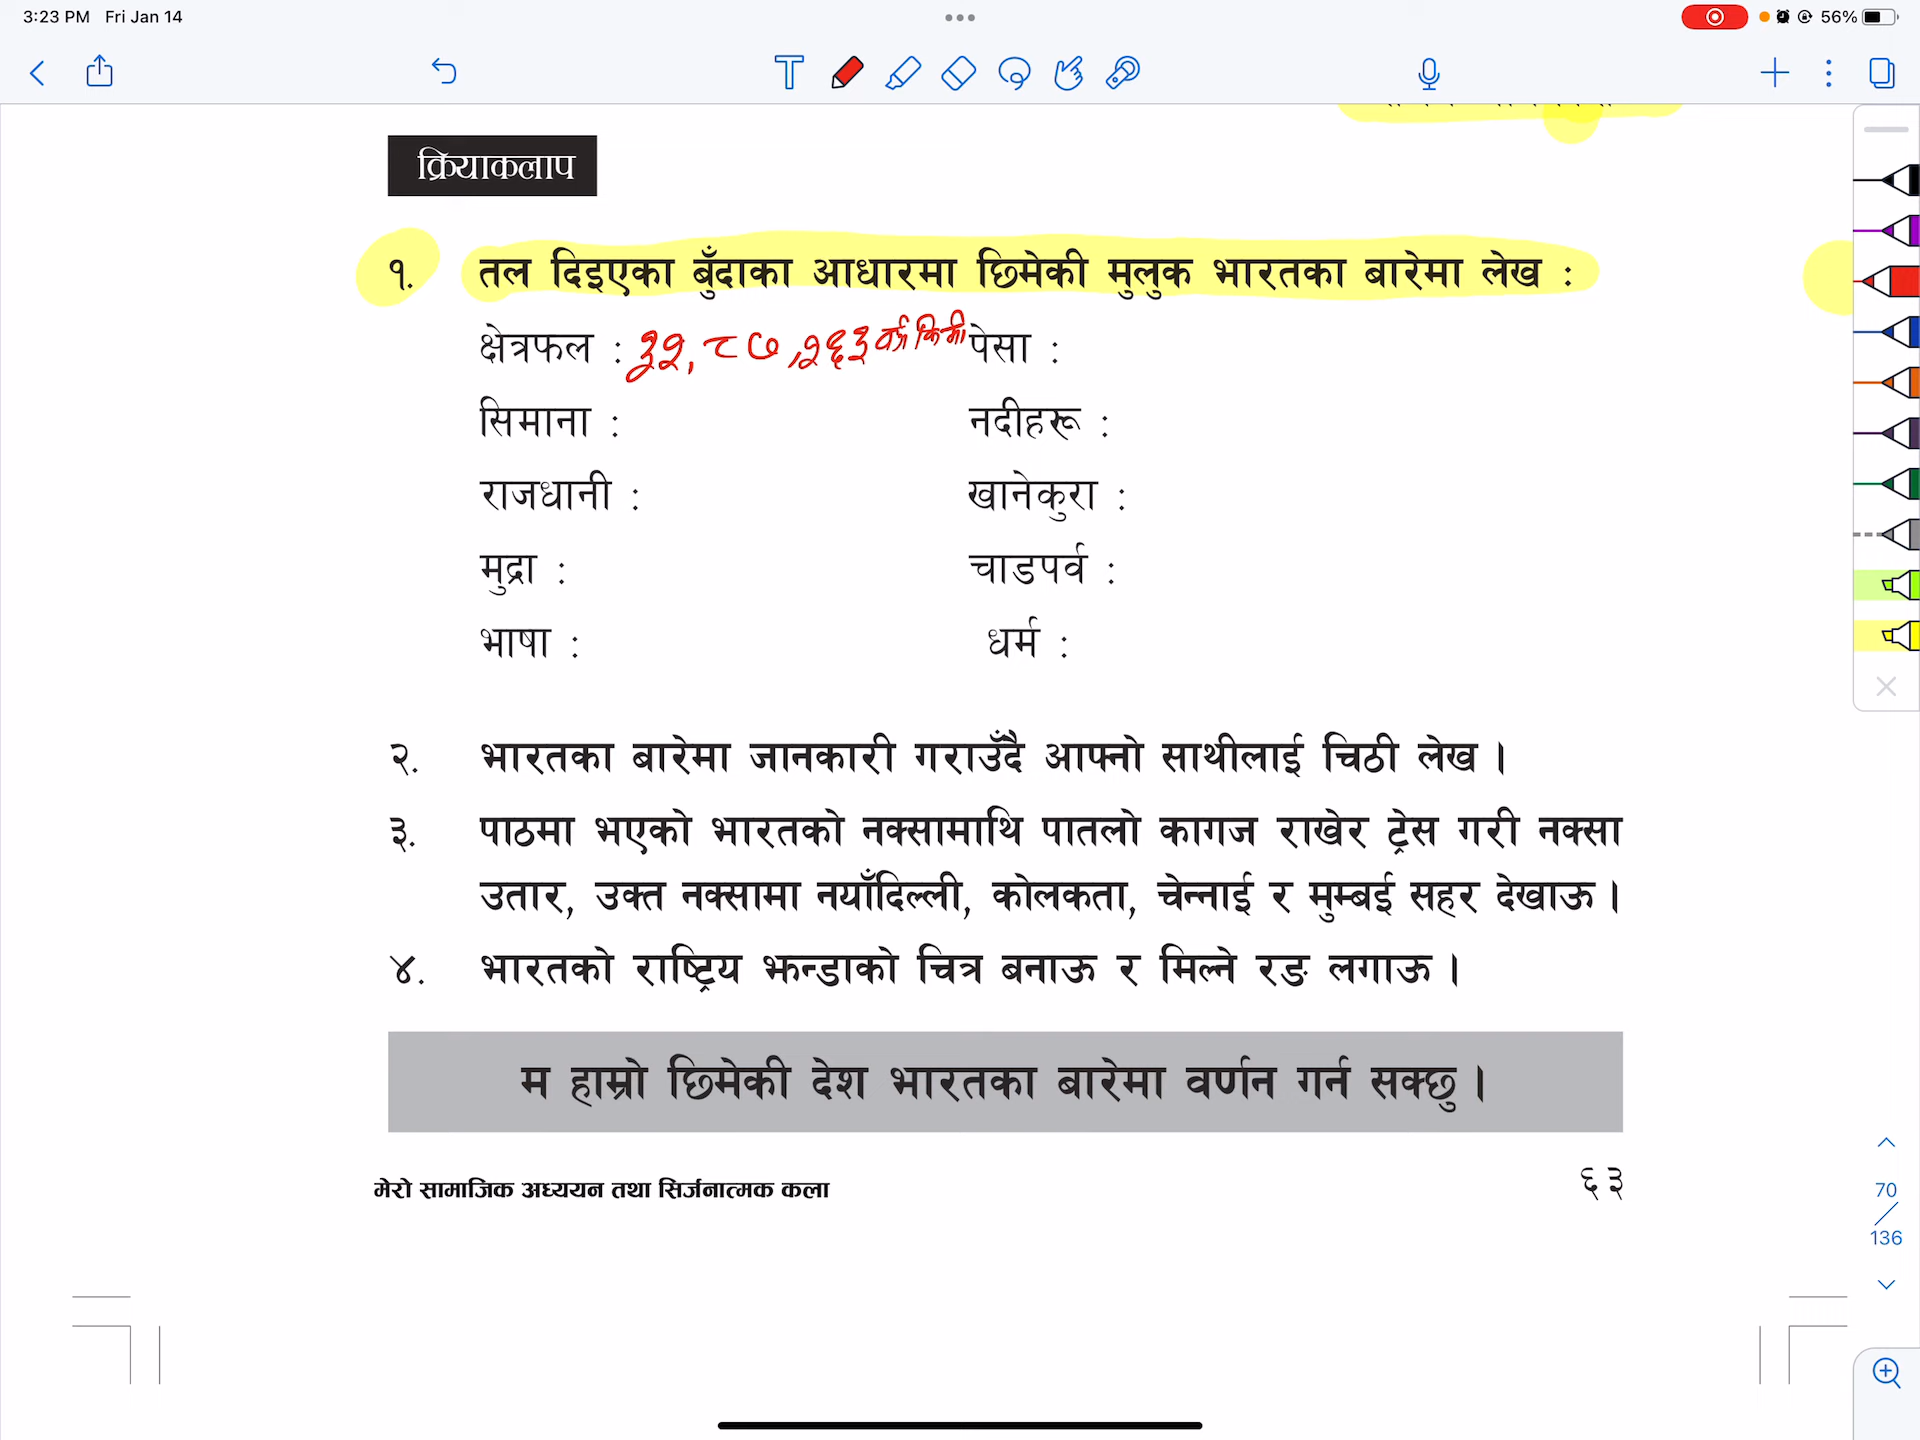 3:23 PM Fri Jan 14
56%
क्रियाकलाप
१. तल दिइएका बुँदाका आधारमा छिमेकी मुलुक भारतका बारेमा लेख :
क्षेत्रफल : ३२,८७,२६३ वर्ग किमी पेसा :
सिमाना : नदीहरू :
राजधानी : खानेकुरा :
मुद्रा : चाडपर्व :
भाषा : धर्म :
२. भारतका बारेमा जानकारी गराउँदै आफ्नो साथीलाई चिठी लेख ।
३. पाठमा भएको भारतको नक्सामाथि पातलो कागज राखेर ट्रेस गरी नक्सा
उतार, उक्त नक्सामा नयाँदिल्ली, कोलकता, चेन्नाई र मुम्बई सहर देखाऊ ।
४. भारतको राष्ट्रिय झन्डाको चित्र बनाऊ र मिल्ने रङ लगाऊ ।
म हाम्रो छिमेकी देश भारतका बारेमा वर्णन गर्न सक्छु ।
मेरो सामाजिक अध्ययन तथा सिर्जनात्मक कला ६३
70
136